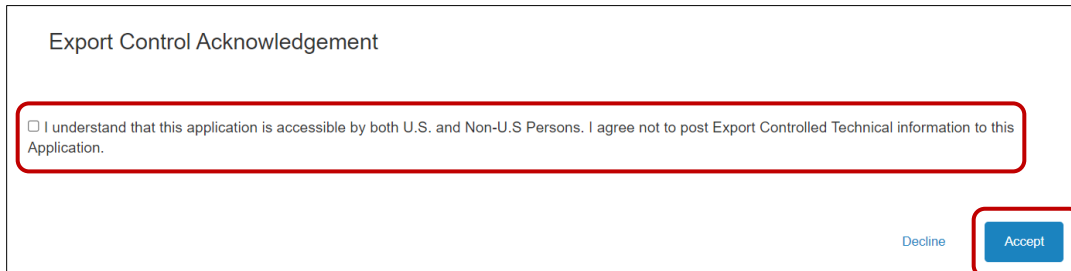 Export Control Acknowledgement
I understand that this application is accessible by both U.S. and Non-U.S Persons. I agree not to post Export Controlled Technical information to this
Application.
Decline
Accept